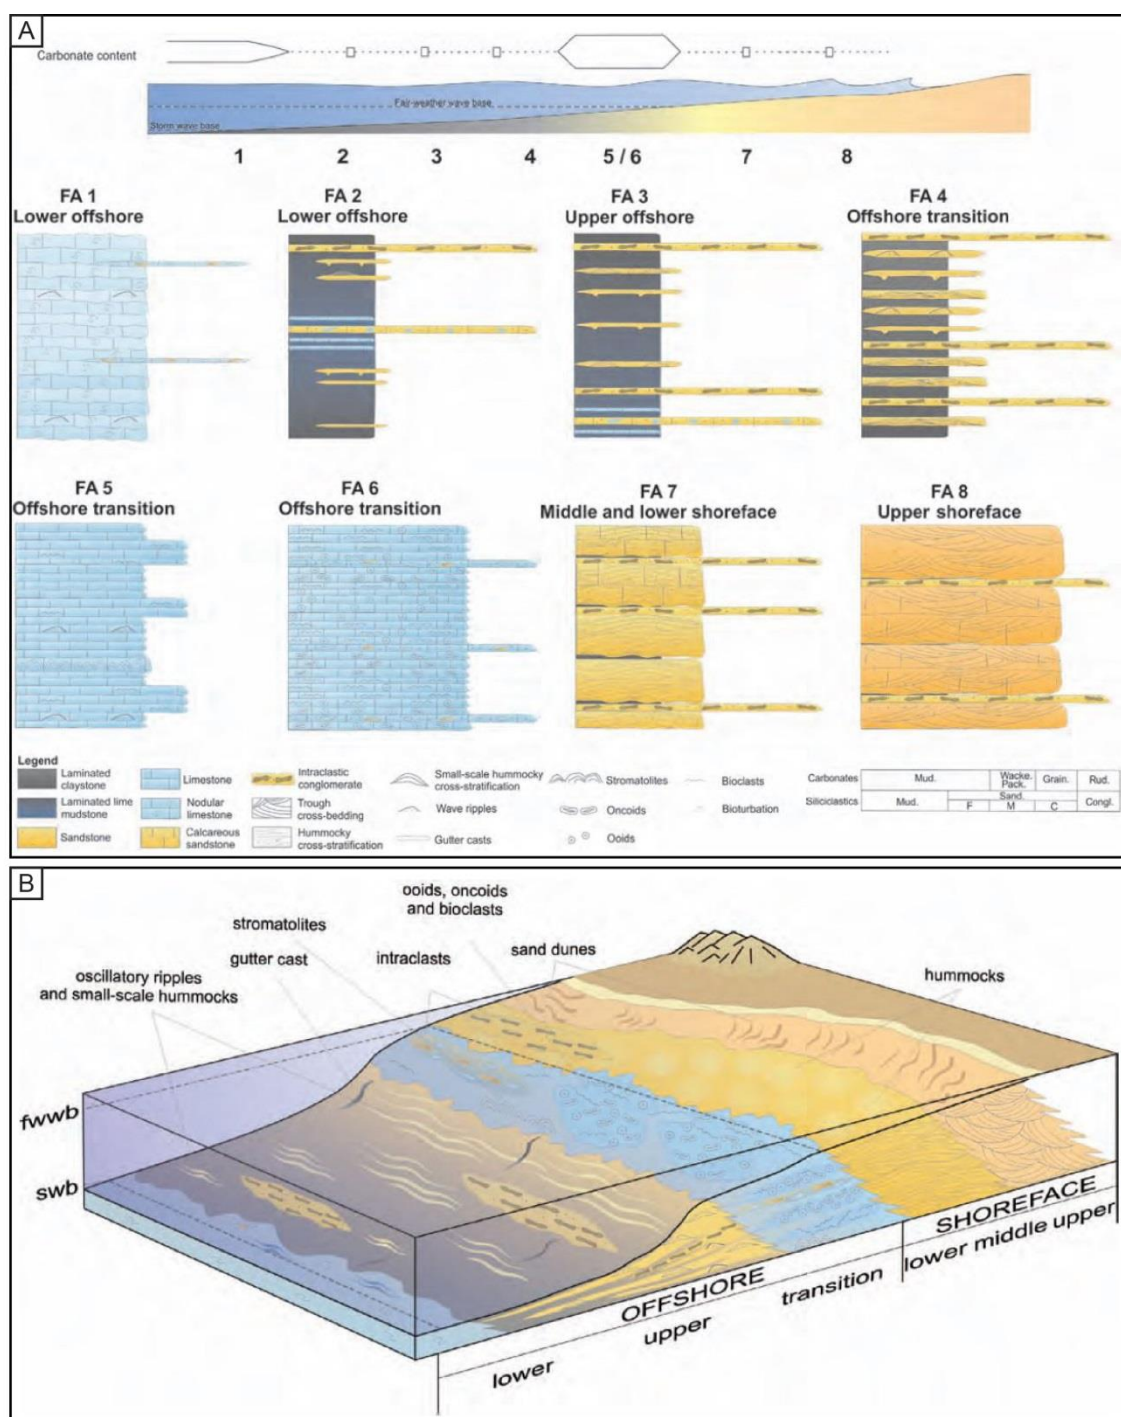 A
Carbonate content
Fair-weather wave base
Storm wave base
1 2 3 4 5 / 6 7 8
FA 1
Lower offshore
FA 2
Lower offshore
FA 3
Upper offshore
FA 4
Offshore transition
FA 5
Offshore transition
FA 6
Offshore transition
FA 7
Middle and lower shoreface
FA 8
Upper shoreface
Legend
Laminated
claystone
Laminated lime
mudstone
Sandstone
Limestone
Nodular
limestone
Calcareous
sandstone
Intraclastic
conglomerate
Trough
cross-bedding
Hummocky
cross-stratification
Small-scale hummocky
cross-stratification
Wave ripples
Gutter casts
Stromatolites
Oncoids
Ooids
Bioclasts
Bioturbation
Carbonates Mud. Wacke. Pack. Grain. Rud.
Siliciclastics Mud. Sand. F M C Congl.
B
ooids, oncoids
and bioclasts
stromatolites
gutter cast
intraclasts
sand dunes
oscillatory ripples
and small-scale hummocks
hummocks
fwwb
swb
OFFSHORE
lower upper transition
SHOREFACE
lower middle upper